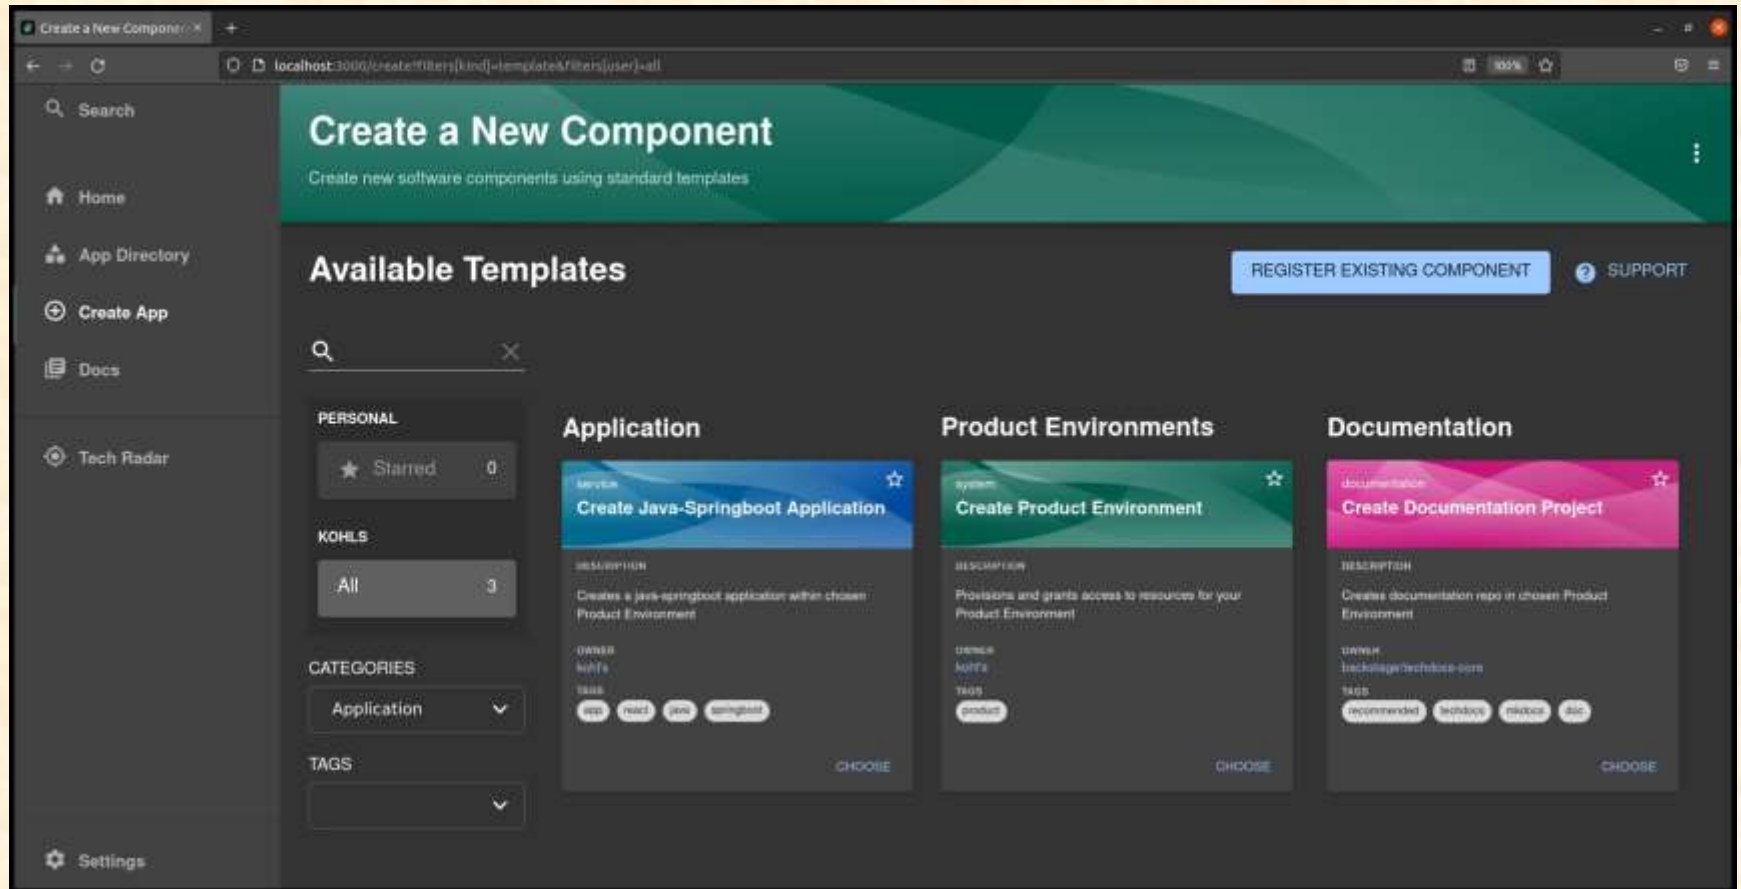 Create a New Componen
localhost:3000/create?filters[kind]=template&filters[user]=all
100%
Search
Home
App Directory
Create App
Docs
Tech Radar
Settings
Create a New Component
Create new software components using standard templates
Available Templates
REGISTER EXISTING COMPONENT
SUPPORT
PERSONAL
Starred 0
KOHLS
All 3
CATEGORIES
Application
TAGS
Application
service
Create Java-Springboot Application
DESCRIPTION
Creates a java-springboot application within chosen
Product Environment
OWNER
kohl's
TAGS
app react java springboot
CHOOSE
Product Environments
system
Create Product Environment
DESCRIPTION
Provisions and grants access to resources for your
Product Environment
OWNER
kohl's
TAGS
product
CHOOSE
Documentation
documentation
Create Documentation Project
DESCRIPTION
Creates documentation repo in chosen Product
Environment
OWNER
backstage/techdocs-core
TAGS
recommended techdocs mkdocs doc
CHOOSE